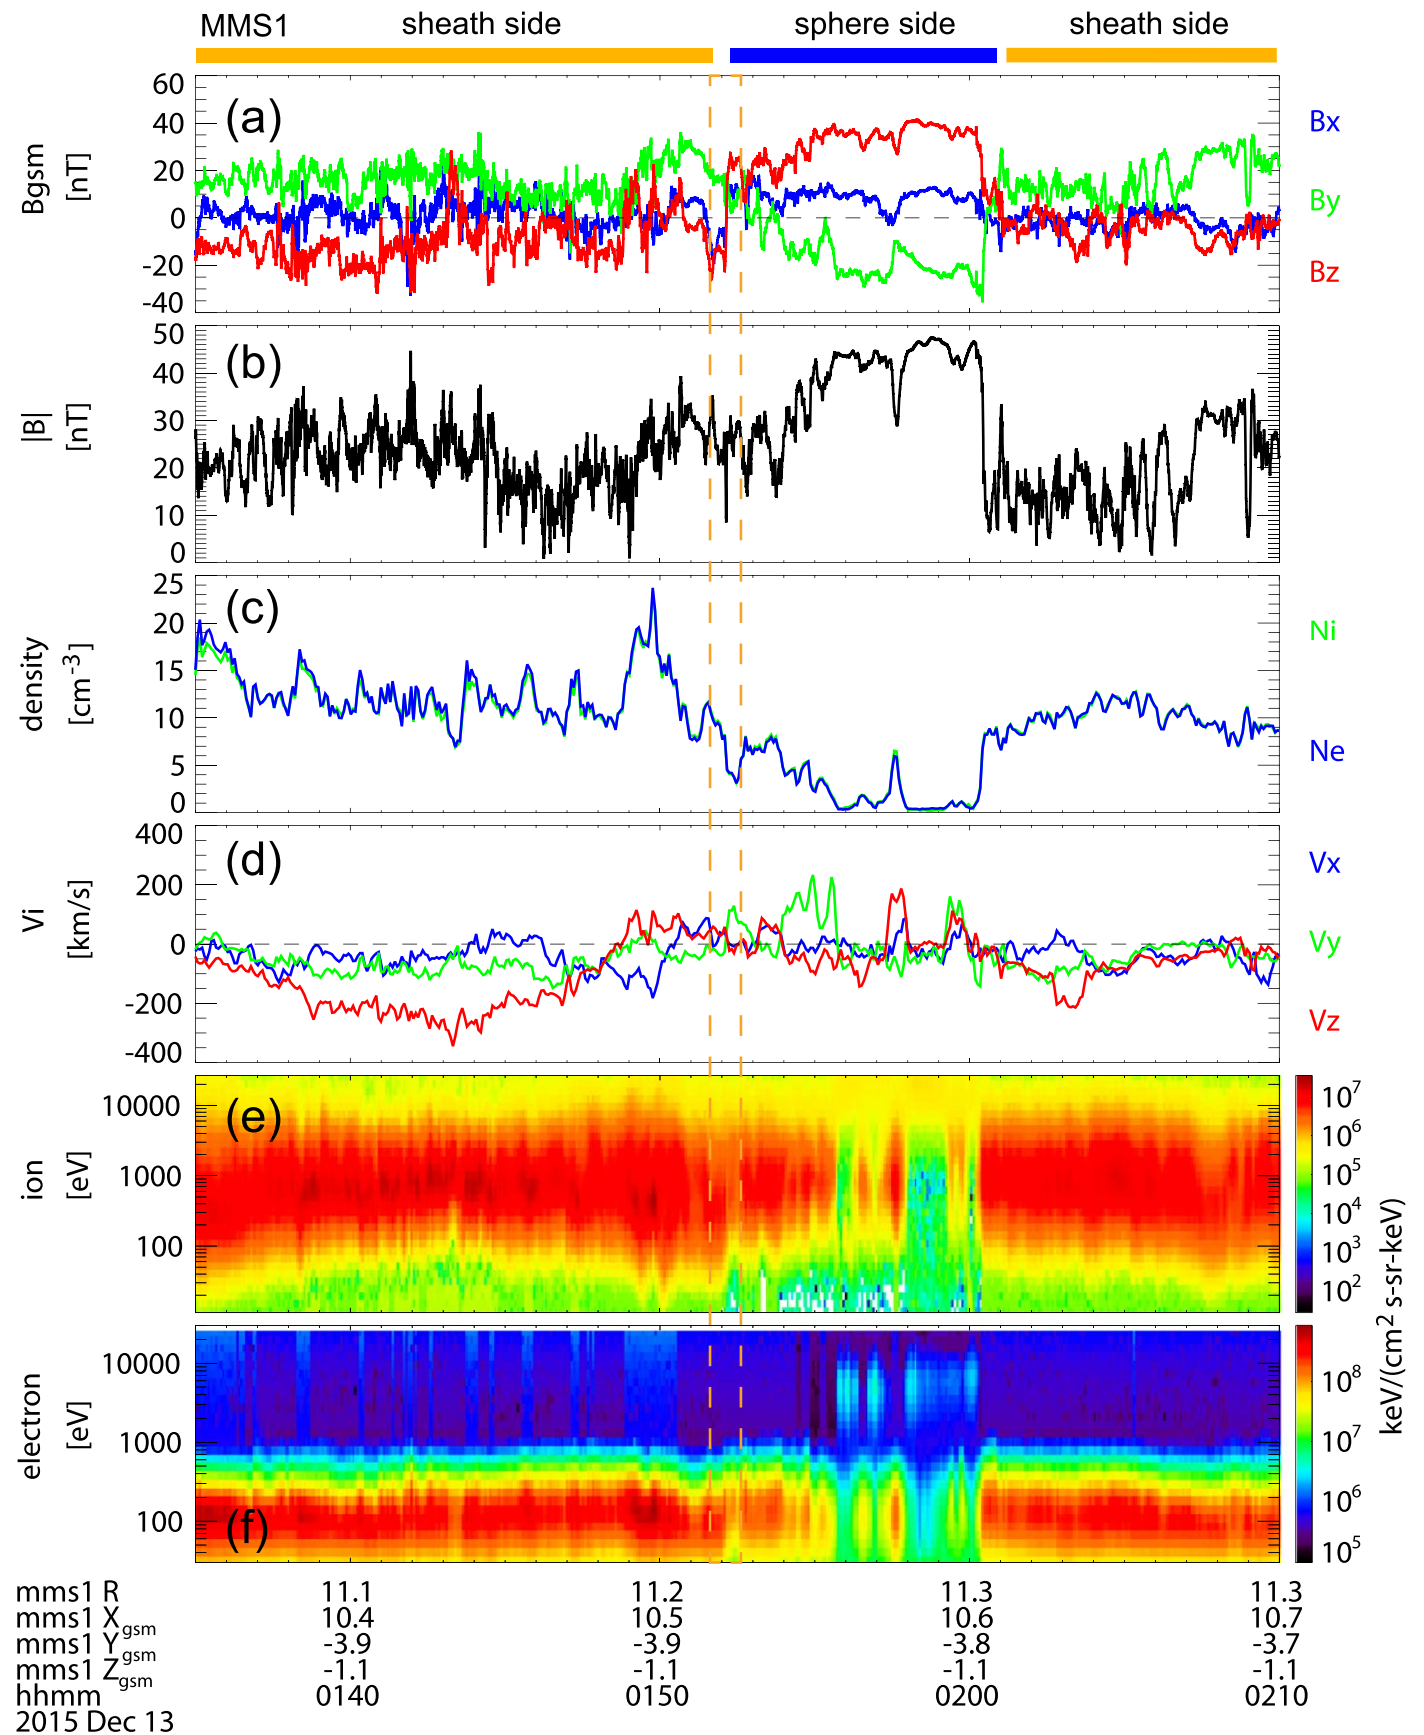 MMS1 sheath side sphere side sheath side
(a)
Bgsm [nT]
60
40
20
0
-20
-40
Bx
By
Bz
(b)
|B| [nT]
50
40
30
20
10
0
(c)
density [cm⁻³]
25
20
15
10
5
0
Ni
Ne
(d)
Vi [km/s]
400
200
0
-200
-400
Vx
Vy
Vz
(e)
ion [eV]
10000
1000
100
10⁷
10⁶
10⁵
10⁴
10³
10²
(f)
electron [eV]
10000
1000
100
10⁸
10⁷
10⁶
10⁵
keV/(cm² s-sr-keV)
mms1 R 11.1 11.2 11.3 11.3
mms1 Xgsm 10.4 10.5 10.6 10.7
mms1 Ygsm -3.9 -3.9 -3.8 -3.7
mms1 Zgsm -1.1 -1.1 -1.1 -1.1
hhmm 0140 0150 0200 0210
2015 Dec 13